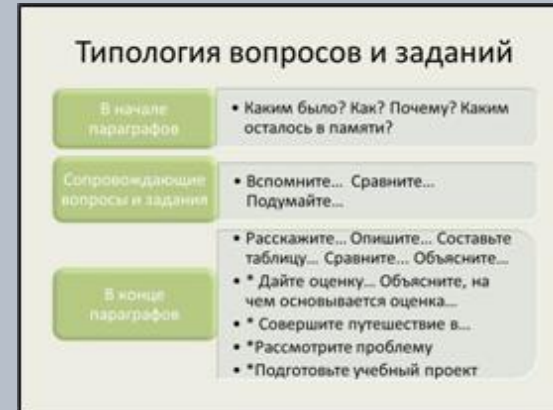 Типология вопросов и заданий
В начале
параграфов
• Каким было? Как? Почему? Каким
осталось в памяти?
Сопровождающие
вопросы и задания
• Вспомните... Сравните...
Подумайте...
В конце
параграфов
• Расскажите... Опишите... Составьте
таблицу... Сравните... Объясните...
• * Дайте оценку... Объясните, на
чем основывается оценка...
• * Совершите путешествие в...
• *Рассмотрите проблему
• *Подготовьте учебный проект